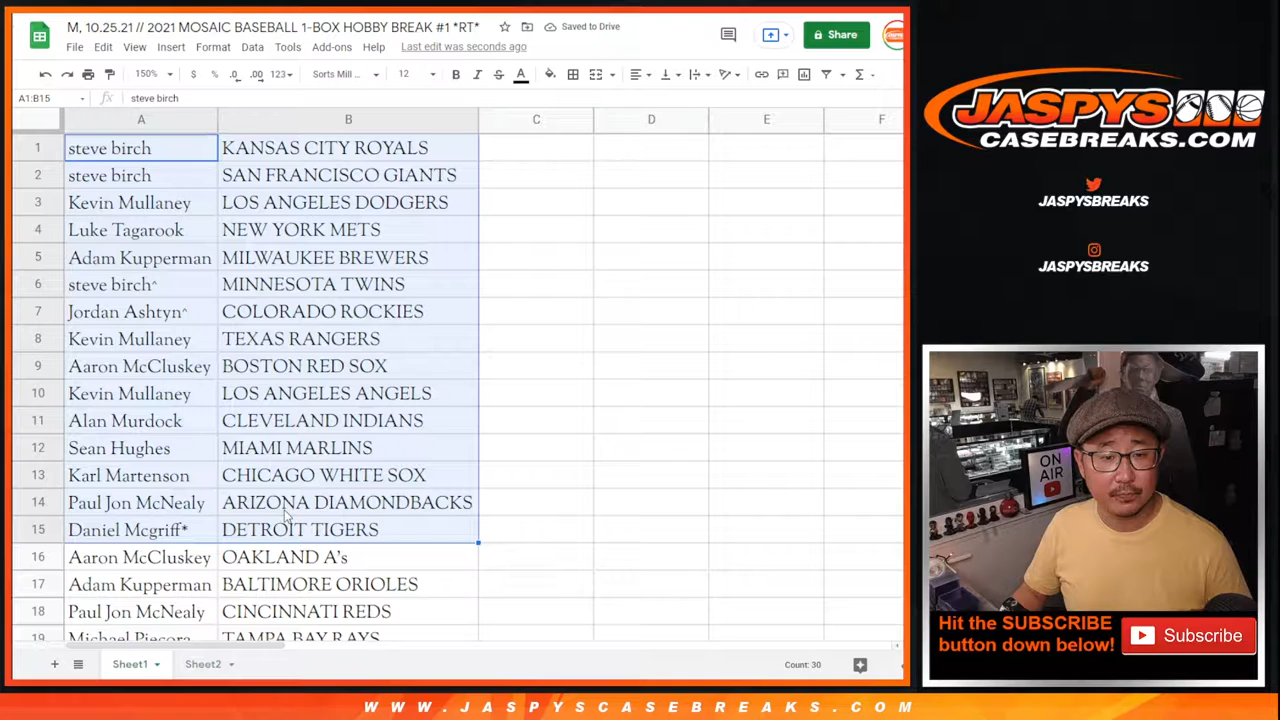 M, 10.25.21 // 2021 MOSAIC BASEBALL 1-BOX HOBBY BREAK #1 *RT*
Saved to Drive
File Edit View Insert Format Data Tools Add-ons Help Last edit was seconds ago
Share
150% $ % .0 .00 123 Sorts Mill ... 12 B I S A
A1:B15 fx steve birch
A B C D E F
1 steve birch KANSAS CITY ROYALS
2 steve birch SAN FRANCISCO GIANTS
3 Kevin Mullaney LOS ANGELES DODGERS
4 Luke Tagarook NEW YORK METS
5 Adam Kupperman MILWAUKEE BREWERS
6 steve birch^ MINNESOTA TWINS
7 Jordan Ashtyn^ COLORADO ROCKIES
8 Kevin Mullaney TEXAS RANGERS
9 Aaron McCluskey BOSTON RED SOX
10 Kevin Mullaney LOS ANGELES ANGELS
11 Alan Murdock CLEVELAND INDIANS
12 Sean Hughes MIAMI MARLINS
13 Karl Martenson CHICAGO WHITE SOX
14 Paul Jon McNealy ARIZONA DIAMONDBACKS
15 Daniel Mcgriff* DETROIT TIGERS
16 Aaron McCluskey OAKLAND A's
17 Adam Kupperman BALTIMORE ORIOLES
18 Paul Jon McNealy CINCINNATI REDS
19 Michael Piecora TAMPA BAY RAYS
Sheet1 Sheet2 Count: 30
JASPYS
CASEBREAKS.COM
JASPYSBREAKS
JASPYSBREAKS
ON
AIR
Hit the SUBSCRIBE
button down below!
Subscribe
WWW.JASPYSCASEBREAKS.COM